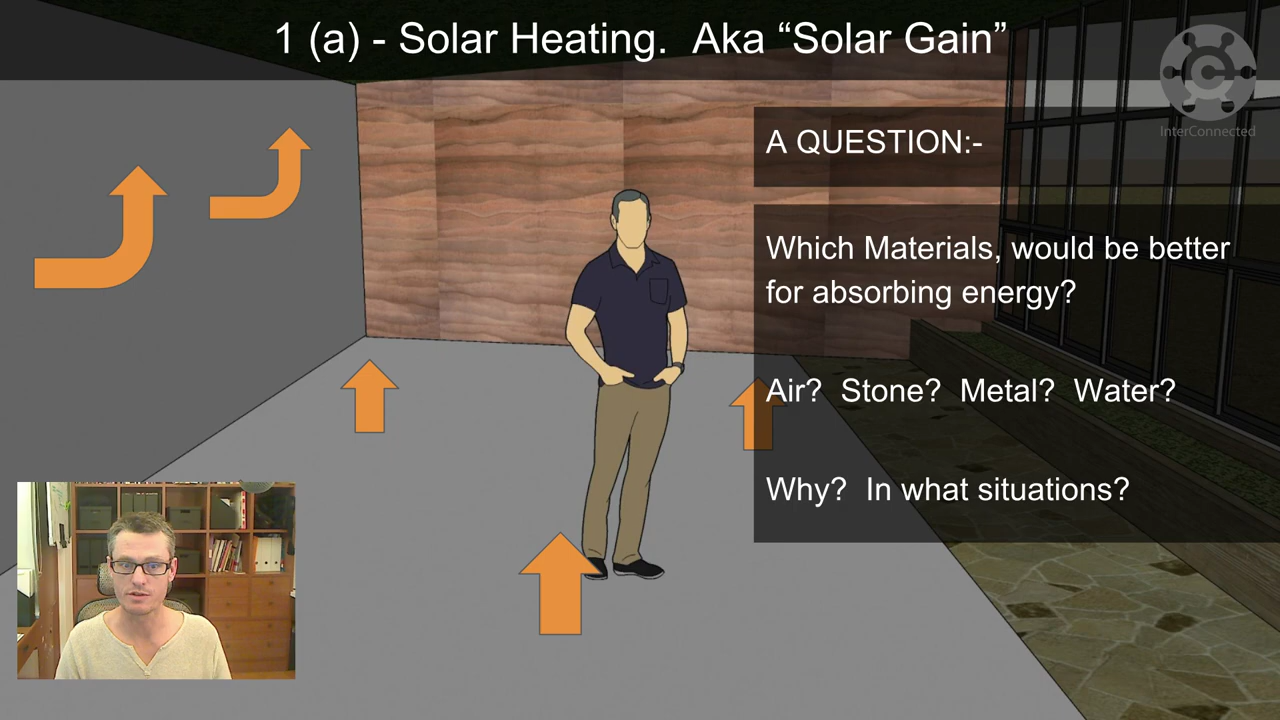 1 (a) - Solar Heating.  Aka “Solar Gain”
InterConnected
A QUESTION:-
Which Materials, would be better
for absorbing energy?
Air?  Stone?  Metal?  Water?
Why?  In what situations?